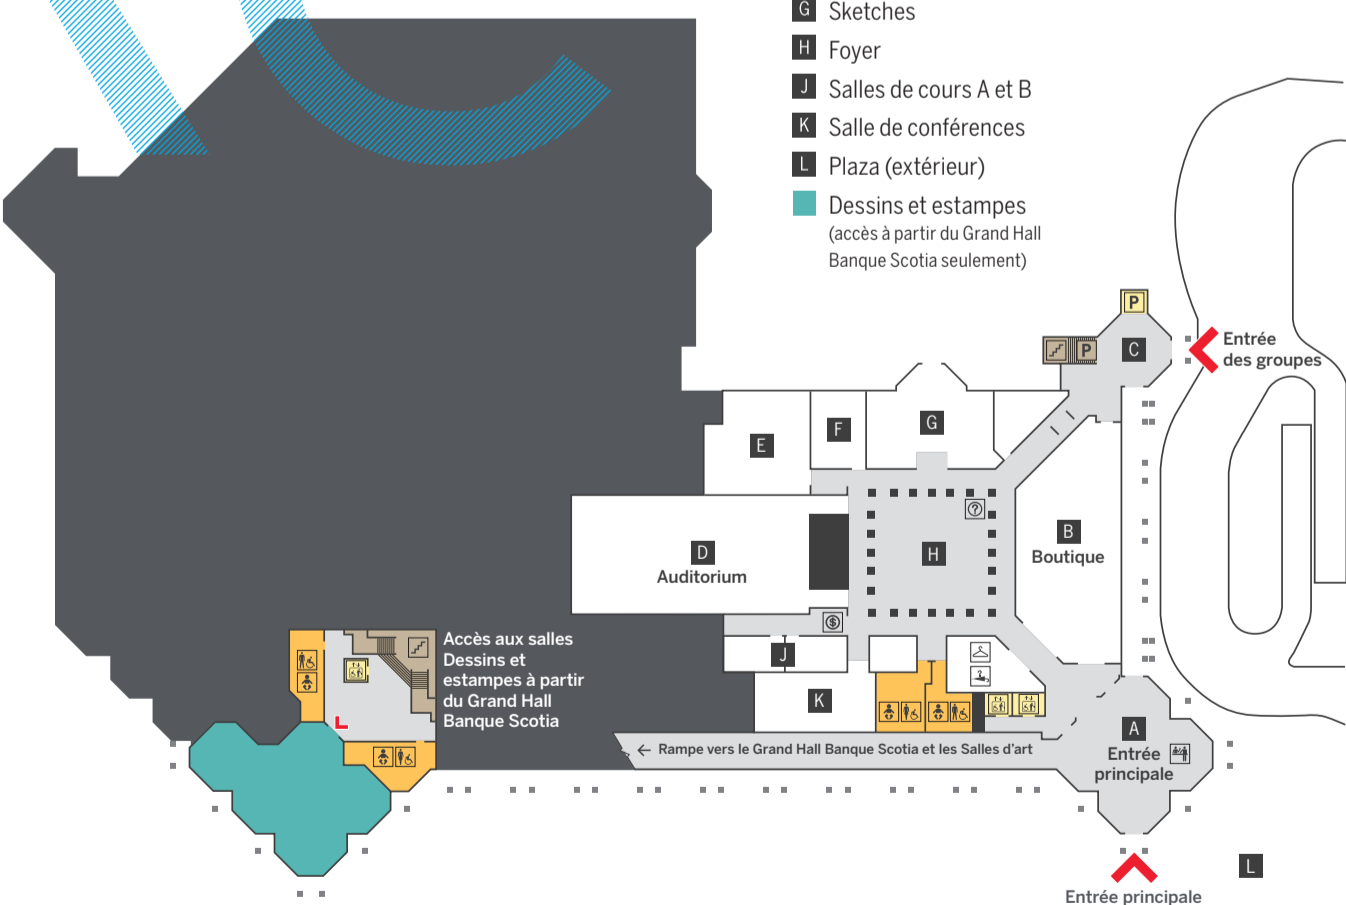 G Sketches
H Foyer
J Salles de cours A et B
K Salle de conférences
L Plaza (extérieur)
Dessins et estampes
(accès à partir du Grand Hall
Banque Scotia seulement)
P
P
C
Entrée
des groupes
E
F
G
?
H
B
Boutique
D
Auditorium
$
J
K
Accès aux salles
Dessins et
estampes à partir
du Grand Hall
Banque Scotia
← Rampe vers le Grand Hall Banque Scotia et les Salles d'art
A
Entrée
principale
L
Entrée principale